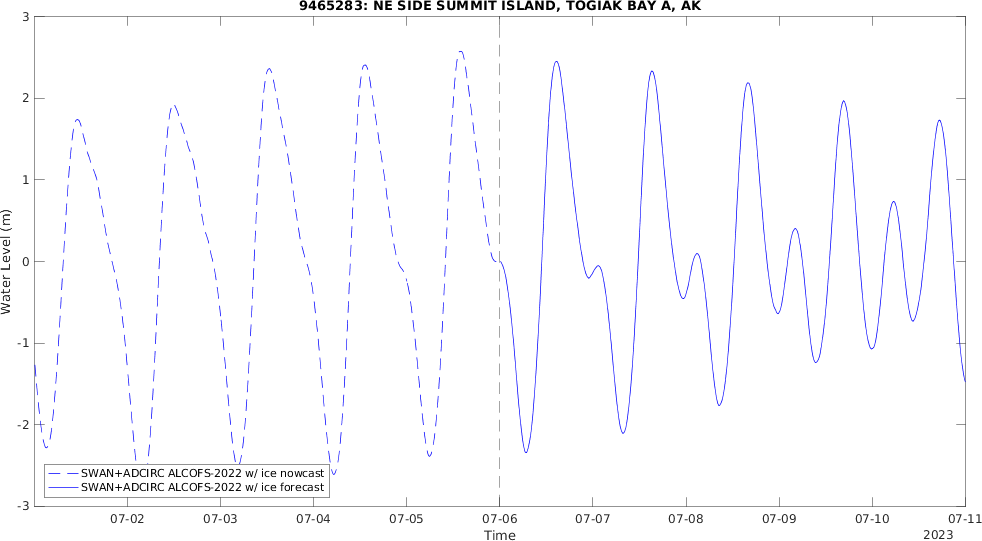 9465283: NE SIDE SUMMIT ISLAND, TOGIAK BAY A, AK
3
2
1
0
-1
-2
-3
Water Level (m)
SWAN+ADCIRC ALCOFS-2022 w/ ice nowcast
SWAN+ADCIRC ALCOFS-2022 w/ ice forecast
07-02 07-03 07-04 07-05 07-06 07-07 07-08 07-09 07-10 07-11
Time
2023